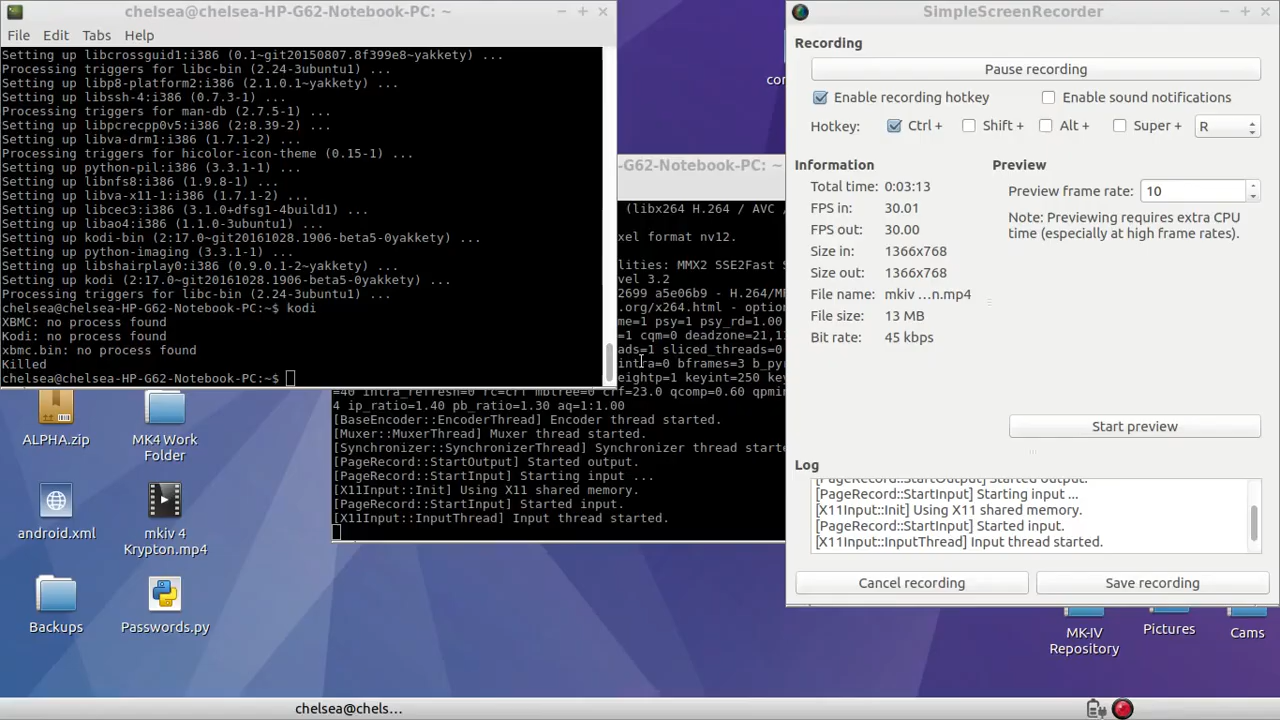 chelsea@chelsea-HP-G62-Notebook-PC: ~
File Edit Tabs Help
Setting up libcrossguid1:i386 (0.1~git20150807.8f399e8~yakkety) ...
Processing triggers for libc-bin (2.24-3ubuntu1) ...
Setting up libp8-platform2:i386 (2.1.0.1~yakkety) ...
Setting up libssh-4:i386 (0.7.3-1) ...
Processing triggers for man-db (2.7.5-1) ...
Setting up libpcrecpp0v5:i386 (2:8.39-2) ...
Setting up libva-drm1:i386 (1.7.1-2) ...
Processing triggers for hicolor-icon-theme (0.15-1) ...
Setting up python-pil:i386 (3.3.1-1) ...
Setting up libnfs8:i386 (1.9.8-1) ...
Setting up libva-x11-1:i386 (1.7.1-2) ...
Setting up libcec3:i386 (3.1.0+dfsg1-4build1) ...
Setting up libao4:i386 (1.1.0-3ubuntu1) ...
Setting up kodi-bin (2:17.0~git20161028.1906-beta5-0yakkety) ...
Setting up python-imaging (3.3.1-1) ...
Setting up libshairplay0:i386 (0.9.0.1-2~yakkety) ...
Setting up kodi (2:17.0~git20161028.1906-beta5-0yakkety) ...
Processing triggers for libc-bin (2.24-3ubuntu1) ...
chelsea@chelsea-HP-G62-Notebook-PC:~$ kodi
XBMC: no process found
Kodi: no process found
xbmc.bin: no process found
Killed
chelsea@chelsea-HP-G62-Notebook-PC:~$
-G62-Notebook-PC: ~
(libx264 H.264 / AVC /
xel format nv12.
lities: MMX2 SSE2Fast
vel 3.2
2699 a5e06b9 - H.264/M
.org/x264.html - option
me=1 psy=1 psy_rd=1.00
=1 cqm=0 deadzone=21,1
ads=1 sliced_threads=0
intra=0 bframes=3 b_py
eightp=1 keyint=250 key
=40 intra_refresh=0 rc=crf mbtree=0 crf=23.0 qcomp=0.60 qpmin
4 ip_ratio=1.40 pb_ratio=1.30 aq=1:1.00
[BaseEncoder::EncoderThread] Encoder thread started.
[Muxer::MuxerThread] Muxer thread started.
[Synchronizer::SynchronizerThread] Synchronizer thread starte
[PageRecord::StartOutput] Started output.
[PageRecord::StartInput] Starting input ...
[X11Input::Init] Using X11 shared memory.
[PageRecord::StartInput] Started input.
[X11Input::InputThread] Input thread started.
con
SimpleScreenRecorder
Recording
Pause recording
Enable recording hotkey
Enable sound notifications
Hotkey: Ctrl + Shift + Alt + Super + R
Information
Total time: 0:03:13
FPS in: 30.01
FPS out: 30.00
Size in: 1366x768
Size out: 1366x768
File name: mkiv ...n.mp4
File size: 13 MB
Bit rate: 45 kbps
Preview
Preview frame rate: 10
Note: Previewing requires extra CPU
time (especially at high frame rates).
Start preview
Log
[PageRecord::StartOutput] Started output.
[PageRecord::StartInput] Starting input ...
[X11Input::Init] Using X11 shared memory.
[PageRecord::StartInput] Started input.
[X11Input::InputThread] Input thread started.
Cancel recording
Save recording
ALPHA.zip
MK4 Work
Folder
android.xml
mkiv 4
Krypton.mp4
Backups
Passwords.py
MK-IV
Repository
Pictures
Cams
chelsea@chels...